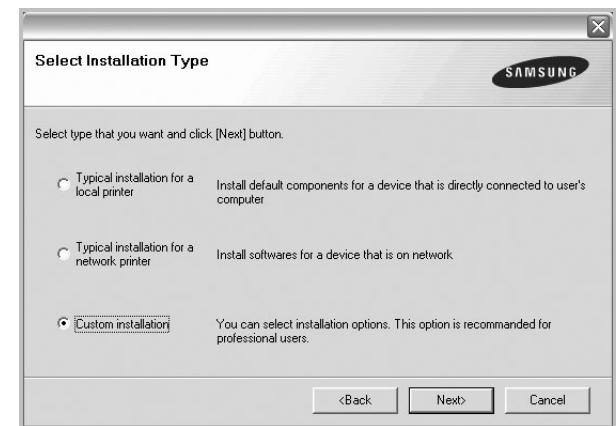 Select Installation Type
SAMSUNG
Select type that you want and click [Next] button.
Typical installation for a
local printer
Install default components for a device that is directly connected to user's
computer
Typical installation for a
network printer
Install softwares for a device that is on network
Custom installation
You can select installation options. This option is recommanded for
professional users.
<Back
Next>
Cancel